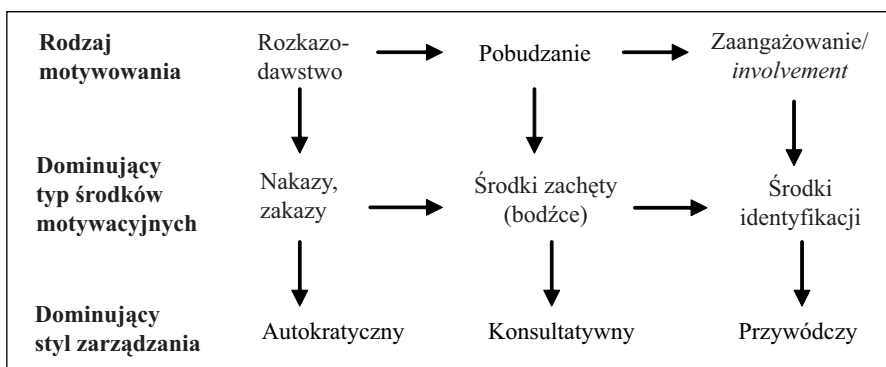 Rodzaj
motywowania
Rozkazo-
dawstwo
Pobudzanie
Zaangażowanie/
involvement
Dominujący
typ środków
motywacyjnych
Nakazy,
zakazy
Środki zachęty
(bodźce)
Środki
identyfikacji
Dominujący
styl zarządzania
Autokratyczny
Konsultatywny
Przywódczy